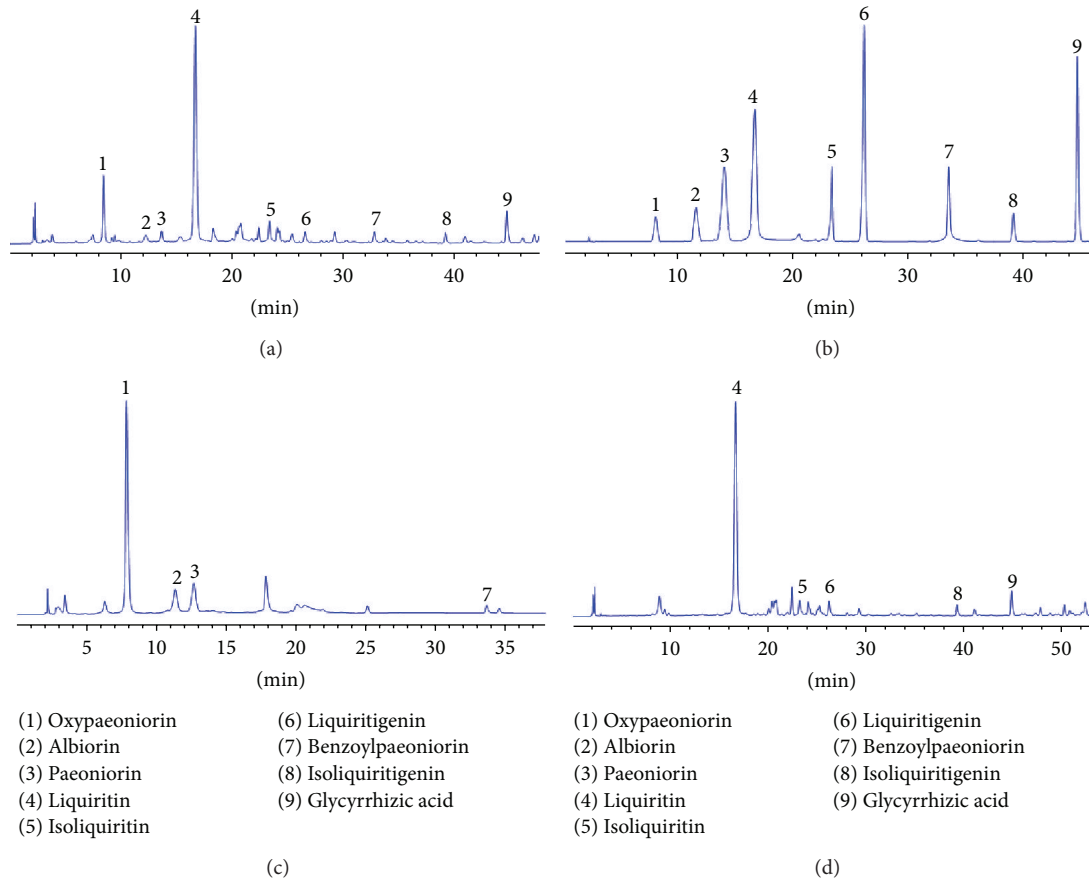 4
1
2 3
5
6
7
8
9
10 20 30 40
(min)
(a)
1
2
3
4
5
6
7
8
9
10 20 30 40
(min)
(b)
1
2 3
7
5 10 15 20 25 30 35
(min)
4
5 6
8
9
10 20 30 40 50
(min)
(1) Oxypaeoniorin
(2) Albiorin
(3) Paeoniorin
(4) Liquiritin
(5) Isoliquiritin
(6) Liquiritigenin
(7) Benzoylpaeoniorin
(8) Isoliquiritigenin
(9) Glycyrrhizic acid
(c)
(1) Oxypaeoniorin
(2) Albiorin
(3) Paeoniorin
(4) Liquiritin
(5) Isoliquiritin
(6) Liquiritigenin
(7) Benzoylpaeoniorin
(8) Isoliquiritigenin
(9) Glycyrrhizic acid
(d)